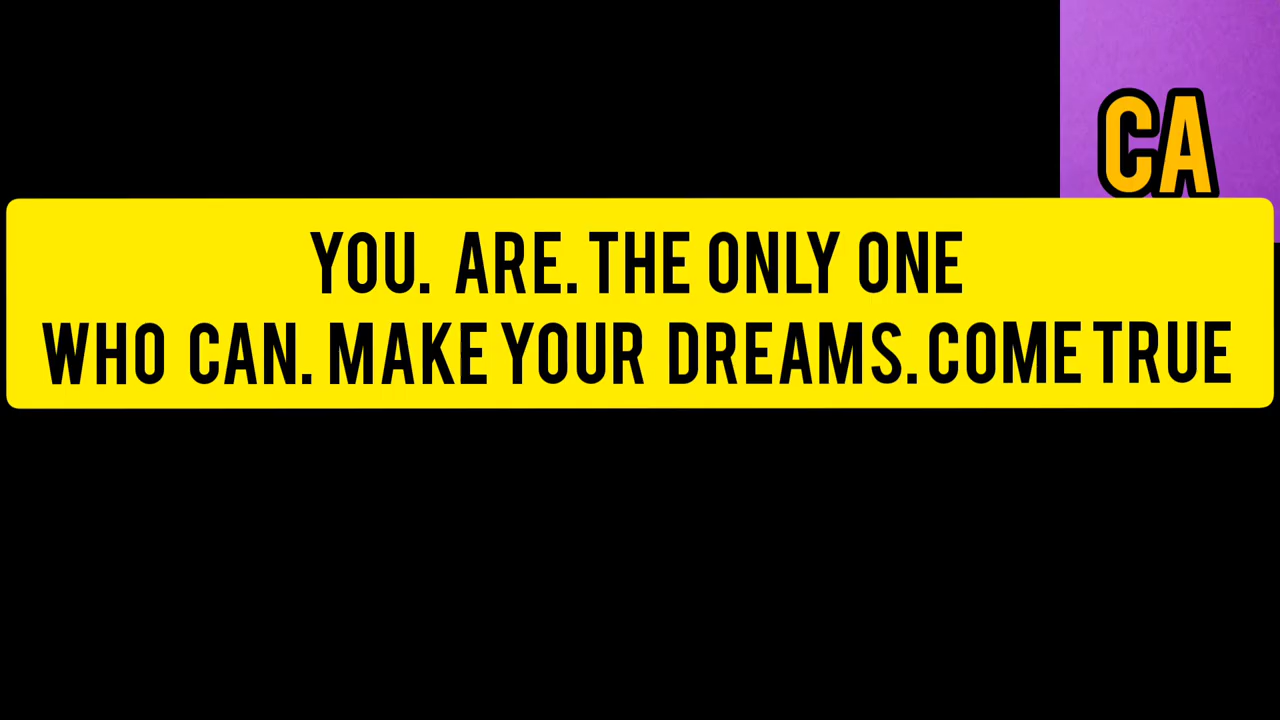 CA
YOU. ARE. THE ONLY ONE
WHO CAN. MAKE YOUR DREAMS. COME TRUE